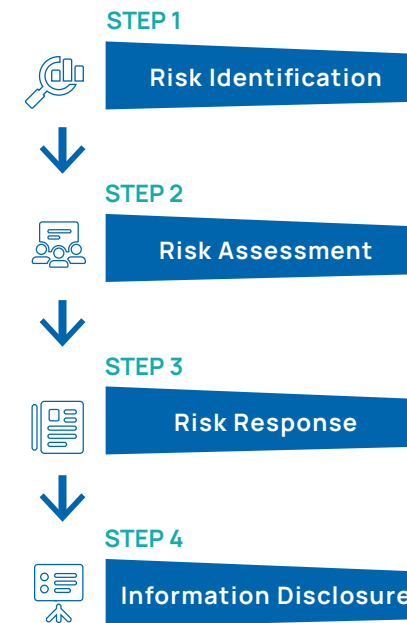 STEP 1
Risk Identification
STEP 2
Risk Assessment
STEP 3
Risk Response
STEP 4
Information Disclosure